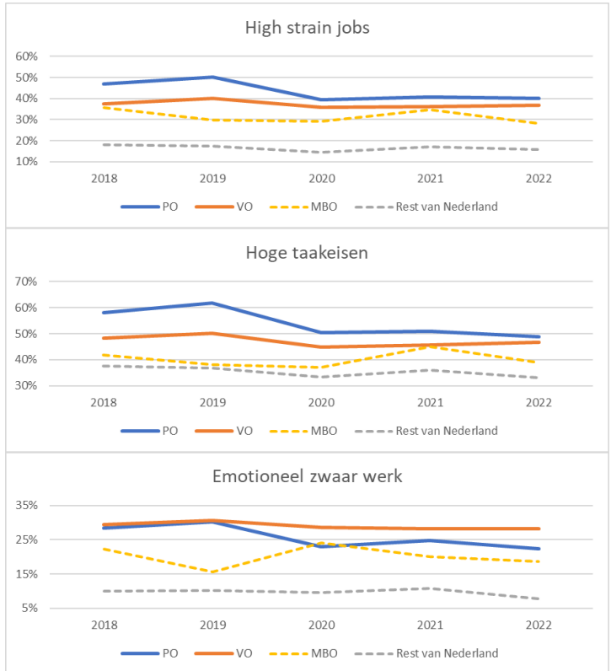 High strain jobs
60%
50%
40%
30%
20%
10%
2018 2019 2020 2021 2022
PO VO MBO Rest van Nederland
Hoge taakeisen
70%
60%
50%
40%
30%
2018 2019 2020 2021 2022
PO VO MBO Rest van Nederland
Emotioneel zwaar werk
35%
25%
15%
5%
2018 2019 2020 2021 2022
PO VO MBO Rest van Nederland